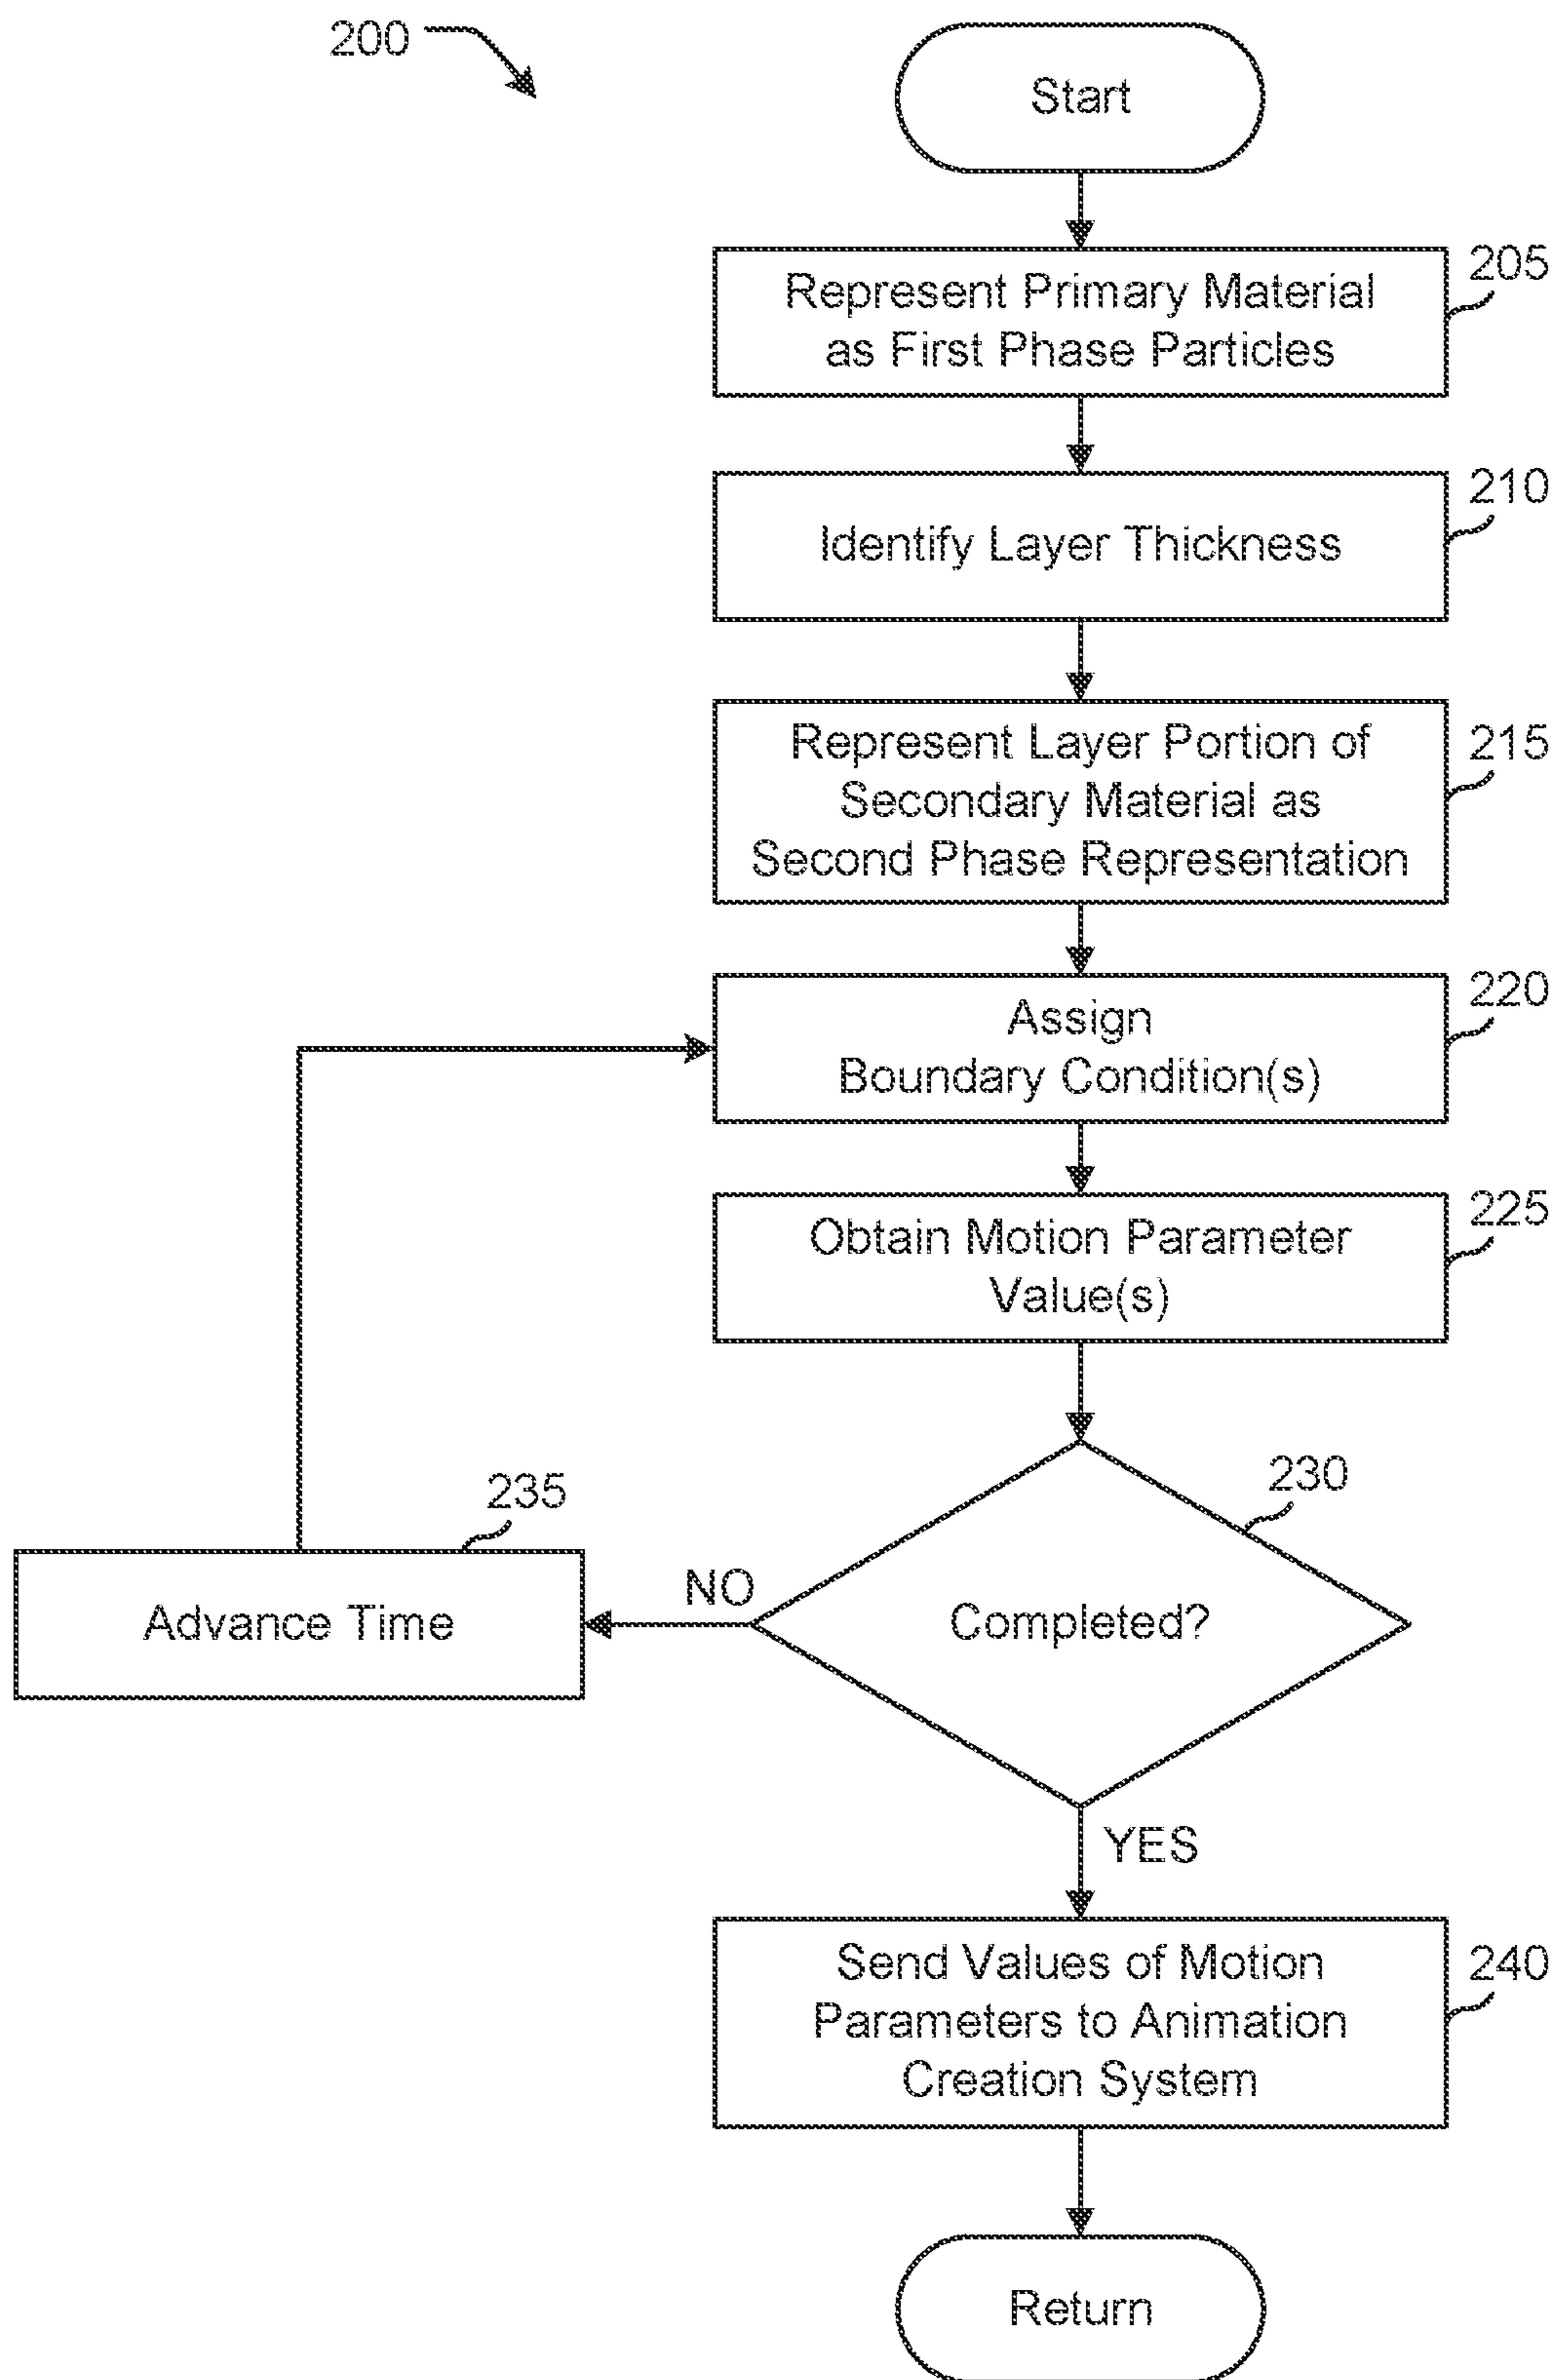 200
Start
205
Represent Primary Material
as First Phase Particles
210
Identify Layer Thickness
215
Represent Layer Portion of
Secondary Material as
Second Phase Representation
220
Assign
Boundary Condition(s)
225
Obtain Motion Parameter
Value(s)
230
Completed?
NO
235
Advance Time
YES
240
Send Values of Motion
Parameters to Animation
Creation System
Return